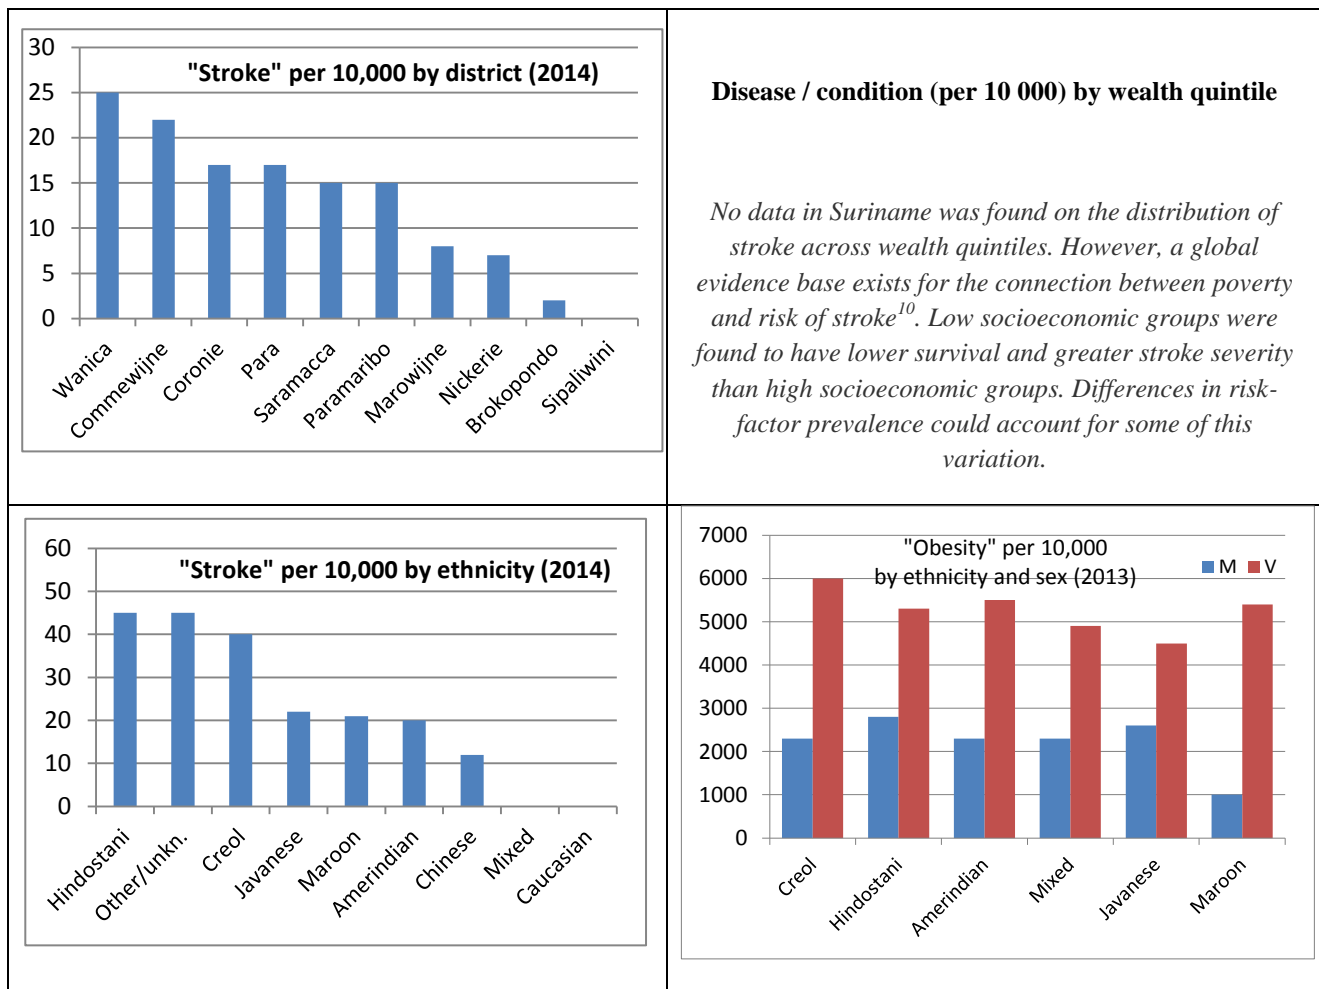 "Stroke" per 10,000 by district (2014)
30
25
20
15
10
5
0
Wanica
Commewijne
Coronie
Para
Saramacca
Paramaribo
Marowijne
Nickerie
Brokopondo
Sipaliwini
Disease / condition (per 10 000) by wealth quintile
No data in Suriname was found on the distribution of
stroke across wealth quintiles. However, a global
evidence base exists for the connection between poverty
and risk of stroke10. Low socioeconomic groups were
found to have lower survival and greater stroke severity
than high socioeconomic groups. Differences in risk-
factor prevalence could account for some of this
variation.
"Stroke" per 10,000 by ethnicity (2014)
60
50
40
30
20
10
0
Hindostani
Other/unkn.
Creol
Javanese
Maroon
Amerindian
Chinese
Mixed
Caucasian
"Obesity" per 10,000
by ethnicity and sex (2013)
M V
7000
6000
5000
4000
3000
2000
1000
0
Creol
Hindostani
Amerindian
Mixed
Javanese
Maroon